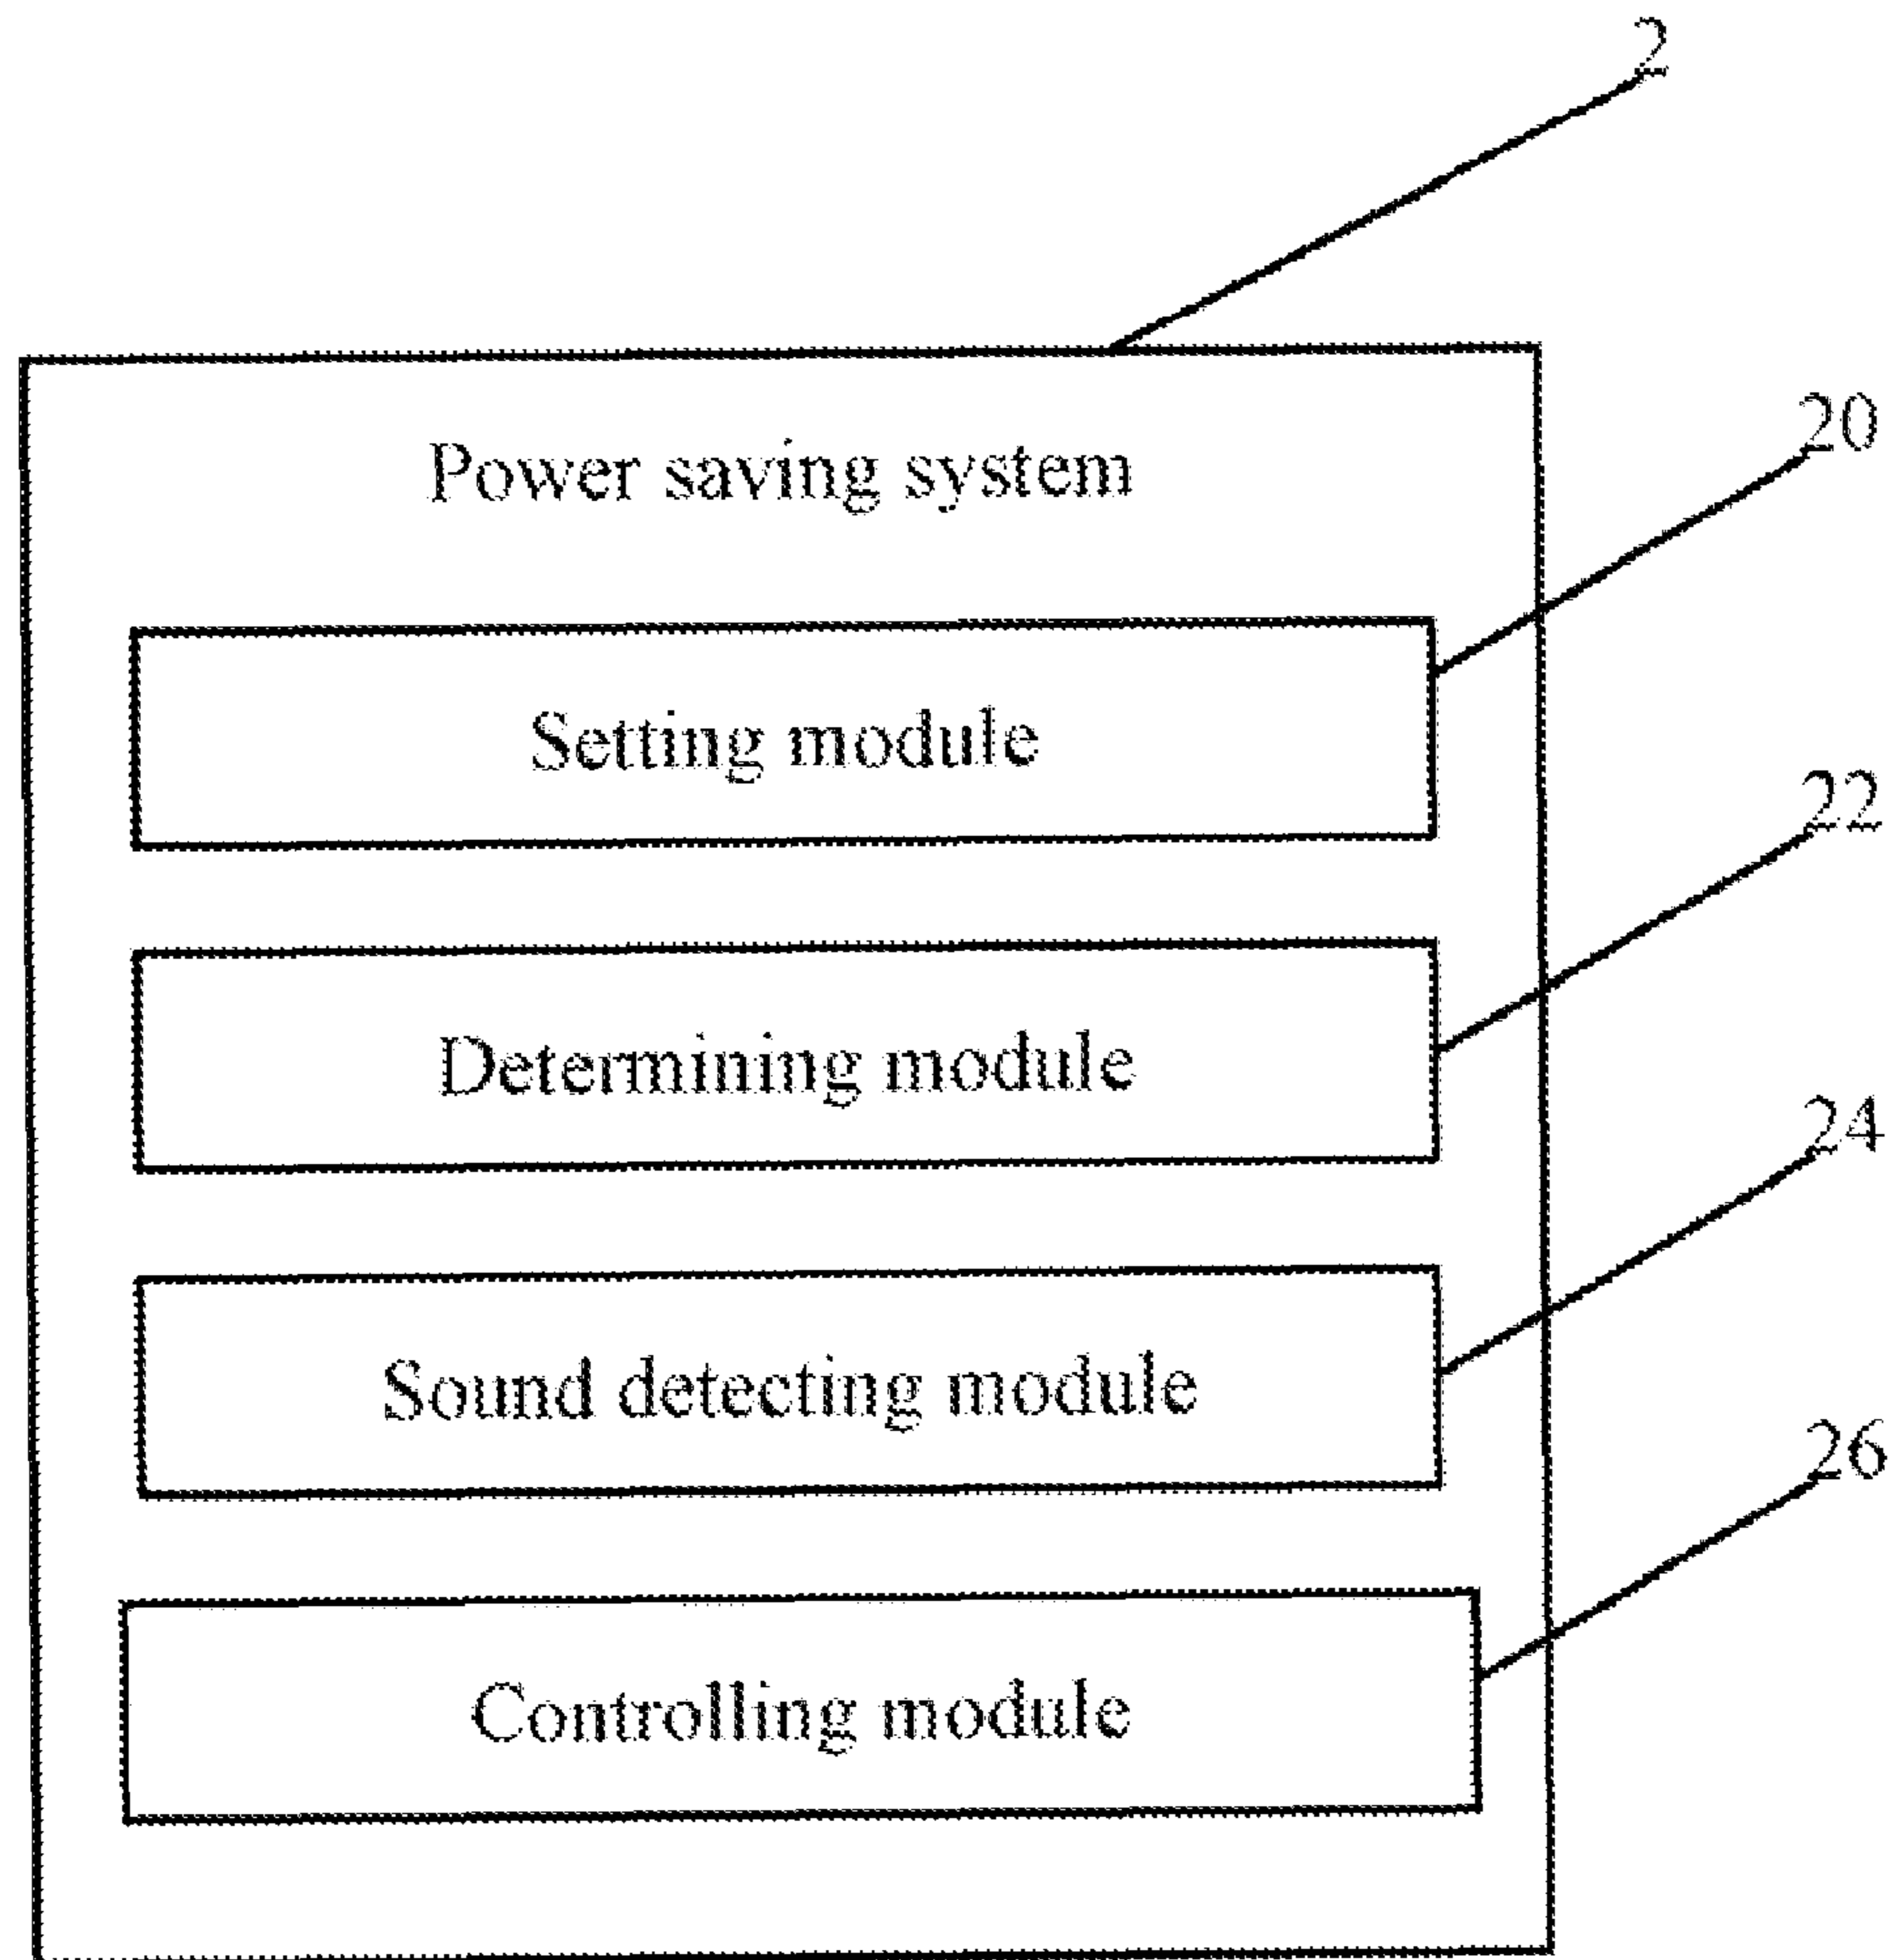 2
Power saving system
20
Setting module
22
Determining module
24
Sound detecting module
26
Controlling module